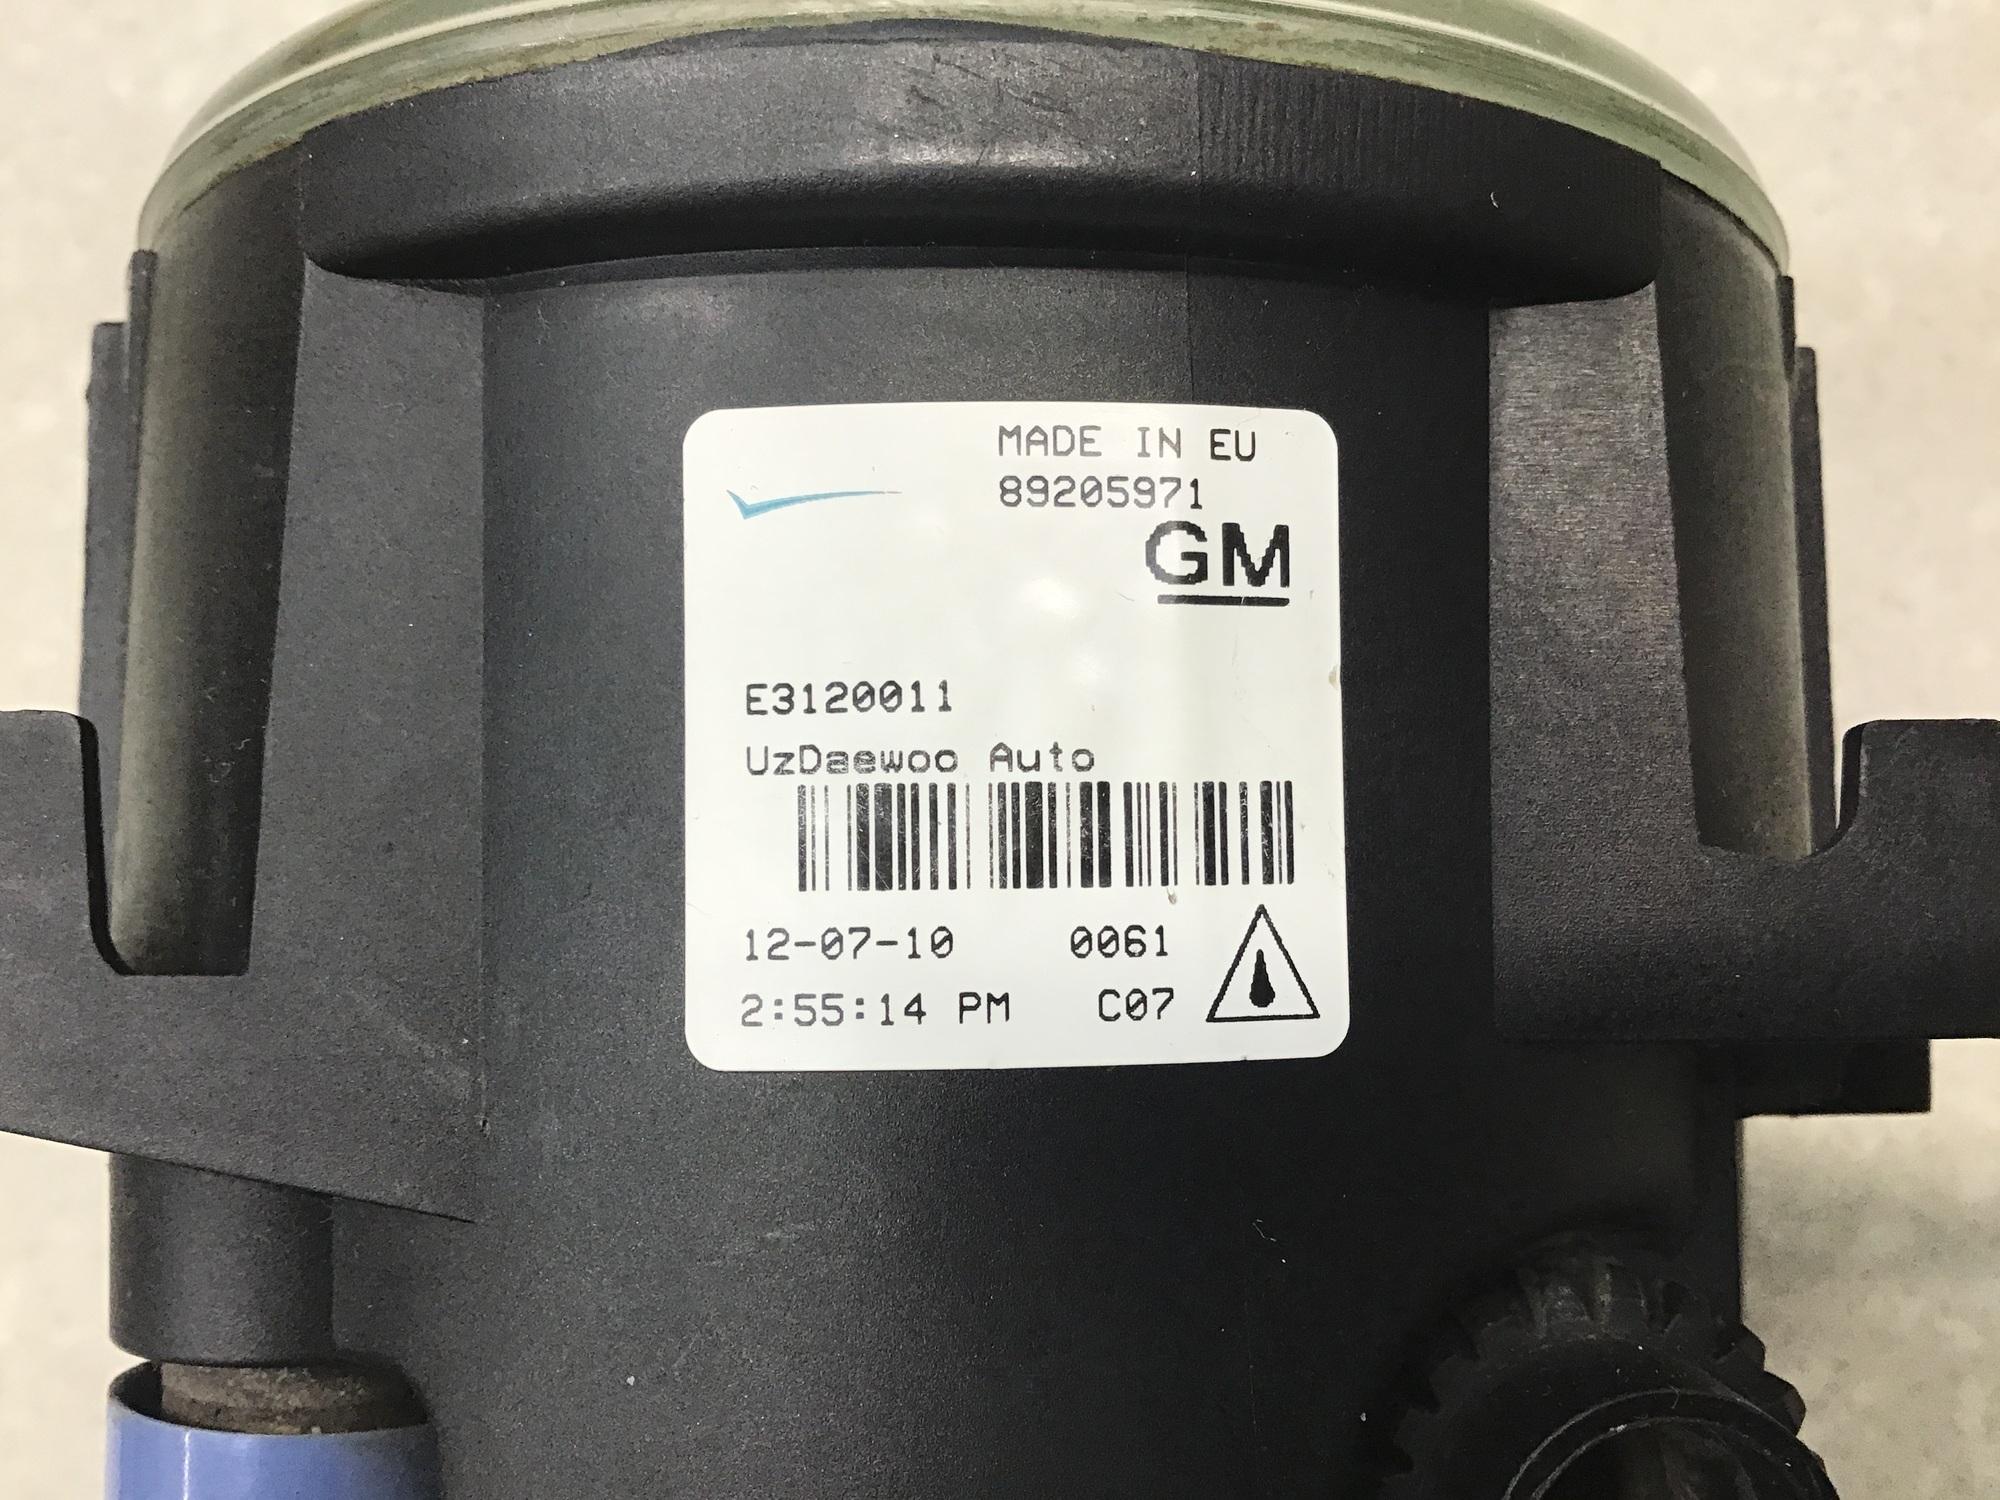 MADE IN EU
89205971
GM
E3120011
UzDaewoo Auto
12-07-10 0061
2:55:14 PM C07